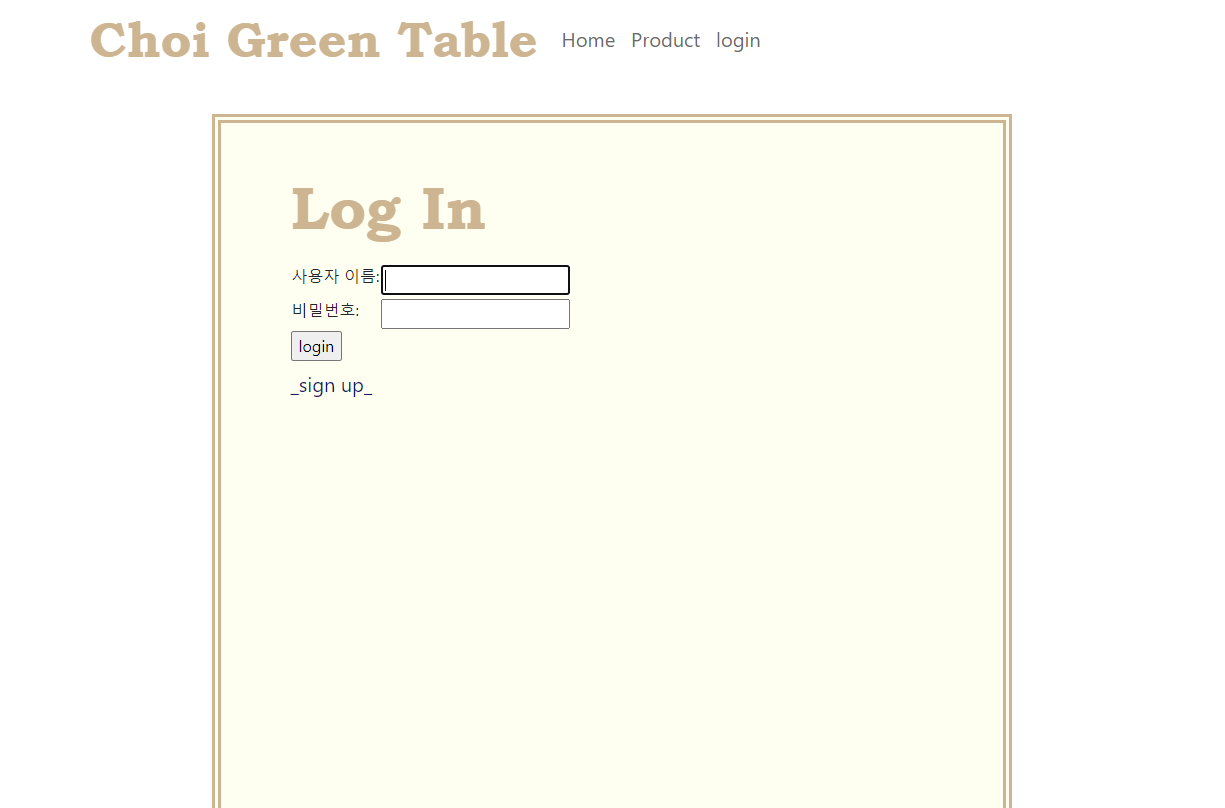 Choi Green Table Home Product login
Log In
사용자 이름:
비밀번호:
login
_sign up_